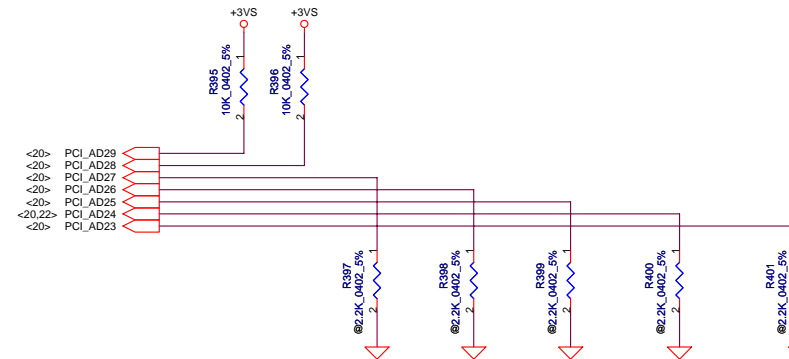 +3VS
+3VS
1
1
R395
10K_0402_5%
R396
10K_0402_5%
2
2
<20> PCI_AD29
<20> PCI_AD28
<20> PCI_AD27
<20> PCI_AD26
<20> PCI_AD25
<20,22> PCI_AD24
<20> PCI_AD23
1
1
1
1
R397
@2.2K_0402_5%
R398
@2.2K_0402_5%
R399
@2.2K_0402_5%
R400
@2.2K_0402_5%
R401
@2.2K_0402_5%
2
2
2
2